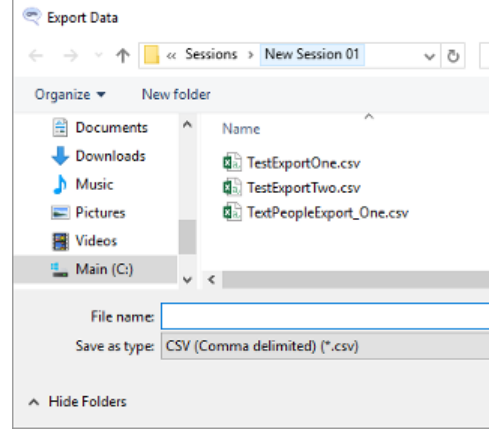 Export Data
« Sessions > New Session 01
Organize New folder
Documents
Downloads
Music
Pictures
Videos
Main (C:)
Name
TestExportOne.csv
TestExportTwo.csv
TextPeopleExport_One.csv
File name:
Save as type: CSV (Comma delimited) (*.csv)
Hide Folders